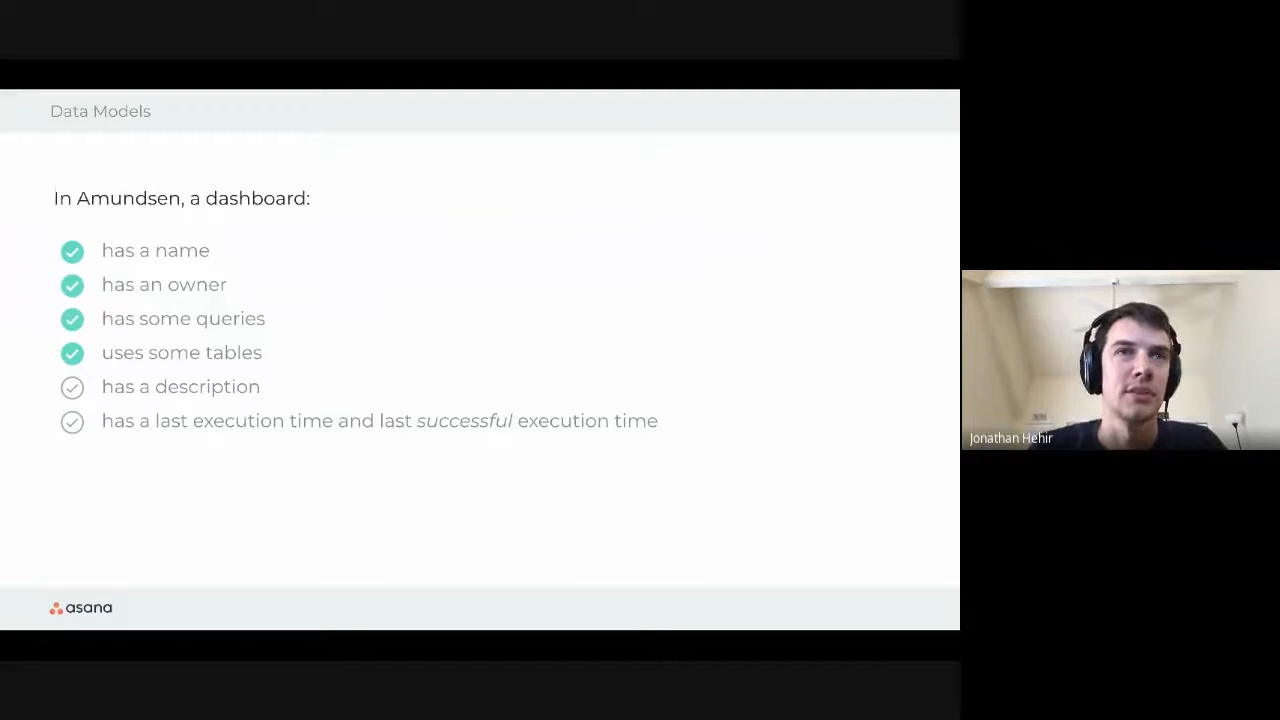 Data Models
In Amundsen, a dashboard:
has a name
has an owner
has some queries
uses some tables
has a description
has a last execution time and last successful execution time
asana
Jonathan Hehir